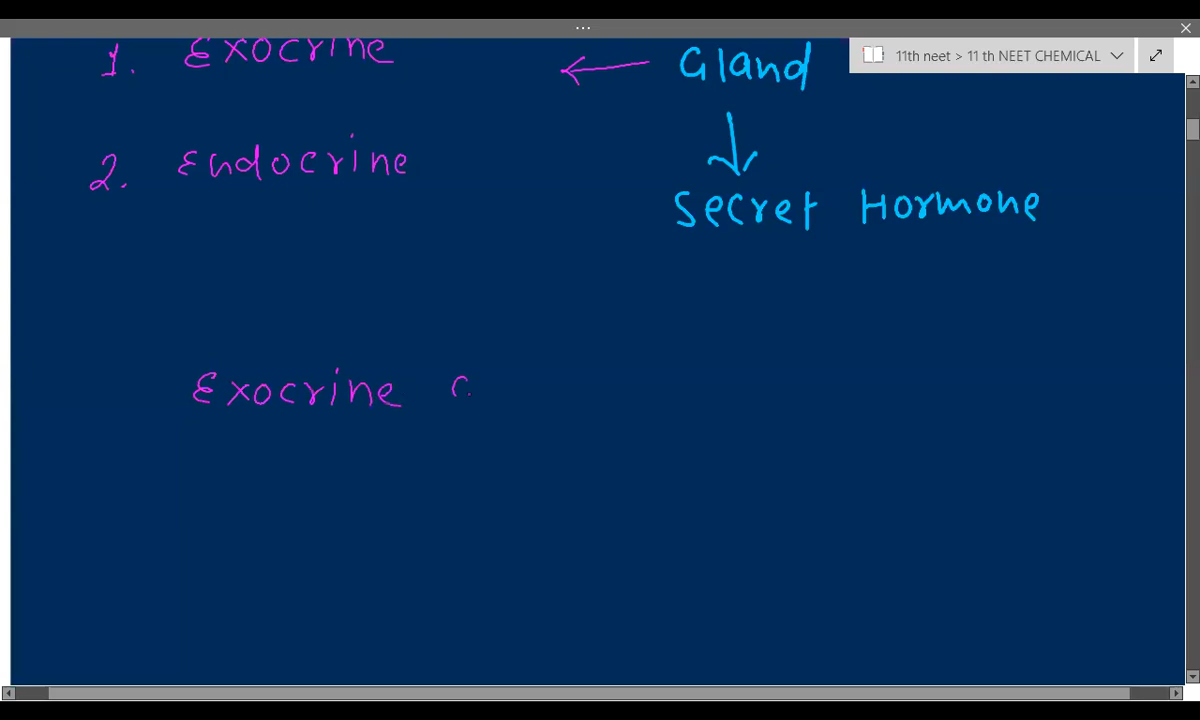 11th neet > 11 th NEET CHEMICAL
1. Exocrine
Gland
2. Endocrine
Secret Hormone
Exocrine